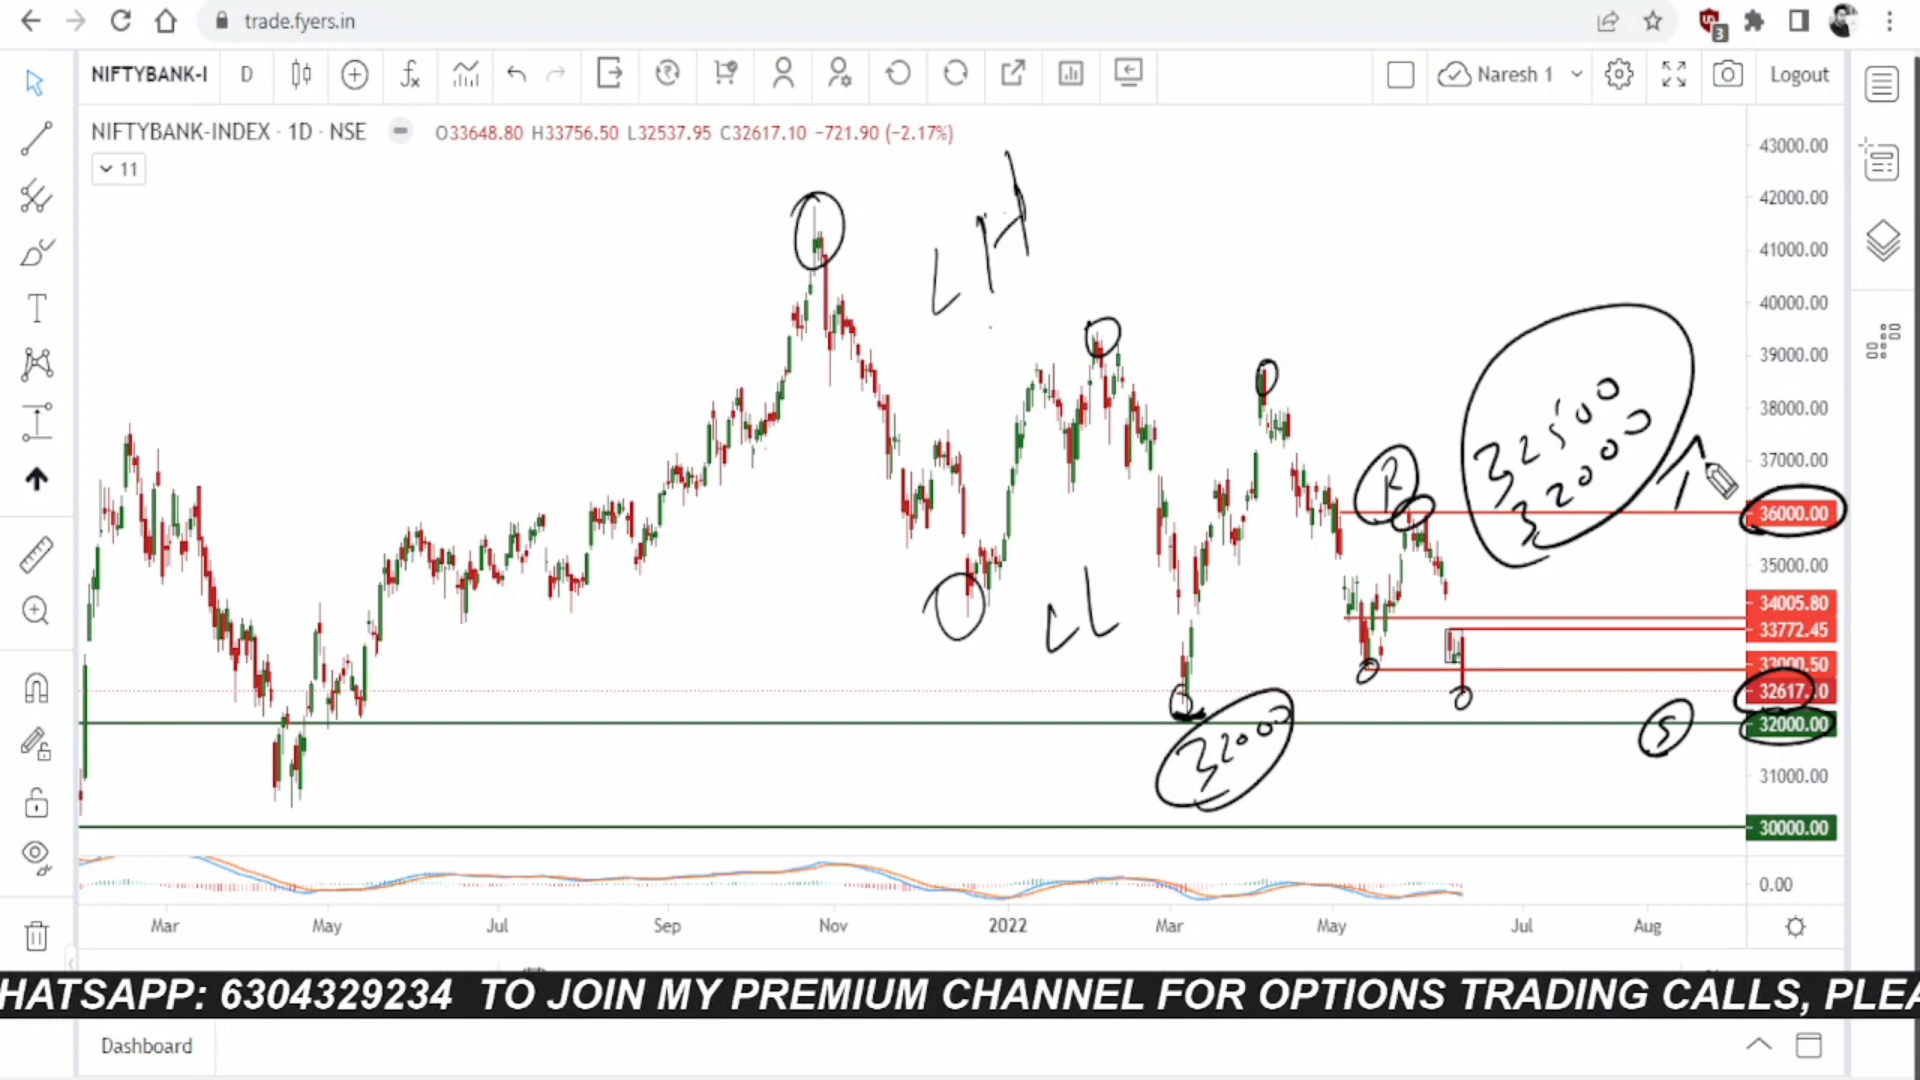 trade.fyers.in
3
NIFTYBANK-I D Naresh 1 Logout
NIFTYBANK-INDEX · 1D · NSE O33648.80 H33756.50 L32537.95 C32617.10 −721.90 (−2.17%)
11
43000.00
42000.00
41000.00
40000.00
39000.00
38000.00
37000.00
36000.00
35000.00
34005.80
33772.45
33000.50
32617.10
32000.00
31000.00
30000.00
0.00
LH
LL
R
32500
32000
3200
S
Mar May Jul Sep Nov 2022 Mar May Jul Aug
HATSAPP: 6304329234 TO JOIN MY PREMIUM CHANNEL FOR OPTIONS TRADING CALLS, PLEA
Dashboard